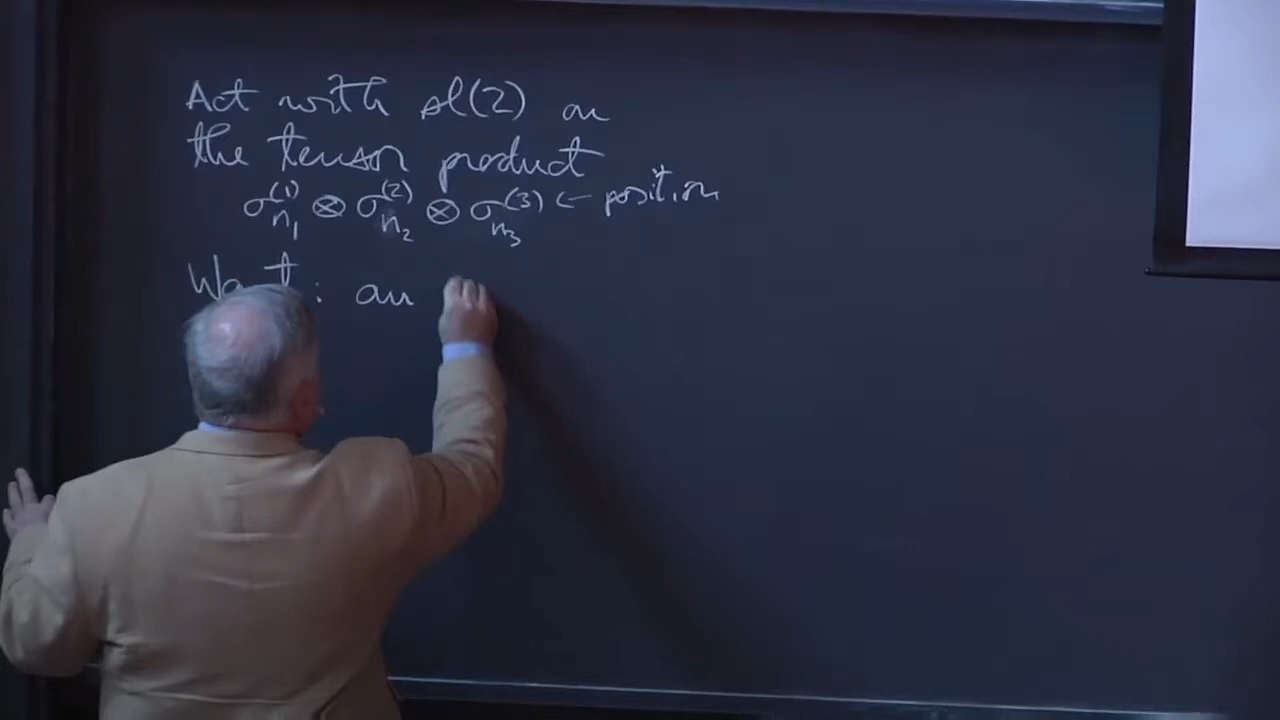 Act with sl(2) on
the tensor product
σ_{n_1}^{(1)} ⊗ σ_{n_2}^{(2)} ⊗ σ_{n_3}^{(3)} ← position
Want: an